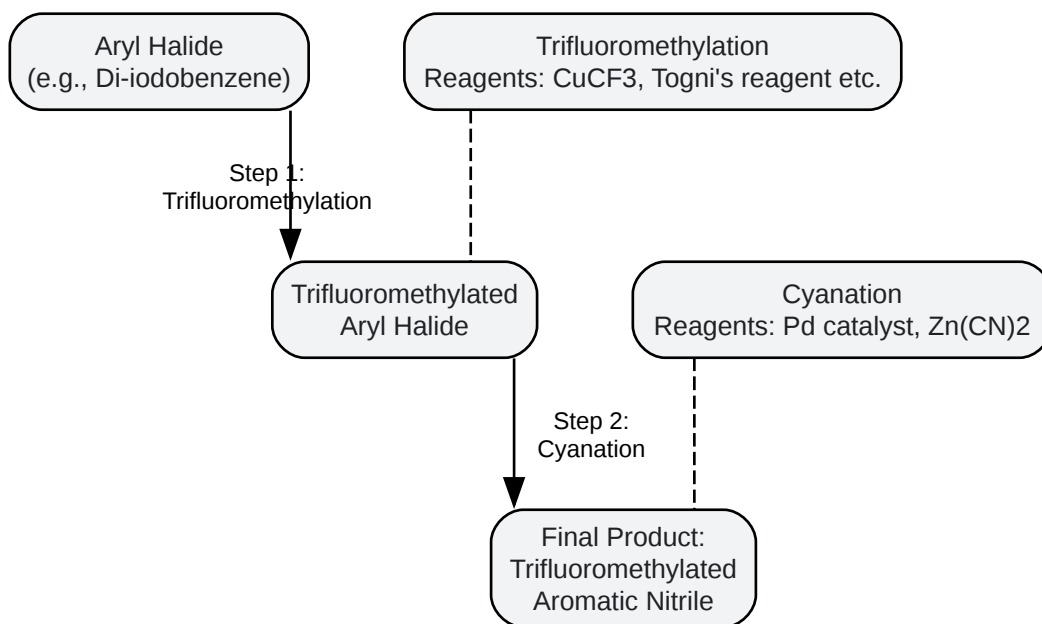 Aryl Halide
(e.g., Di-iodobenzene)
Trifluoromethylation
Reagents: CuCF3, Togni's reagent etc.
Step 1:
Trifluoromethylation
Trifluoromethylated
Aryl Halide
Cyanation
Reagents: Pd catalyst, Zn(CN)2
Step 2:
Cyanation
Final Product:
Trifluoromethylated
Aromatic Nitrile